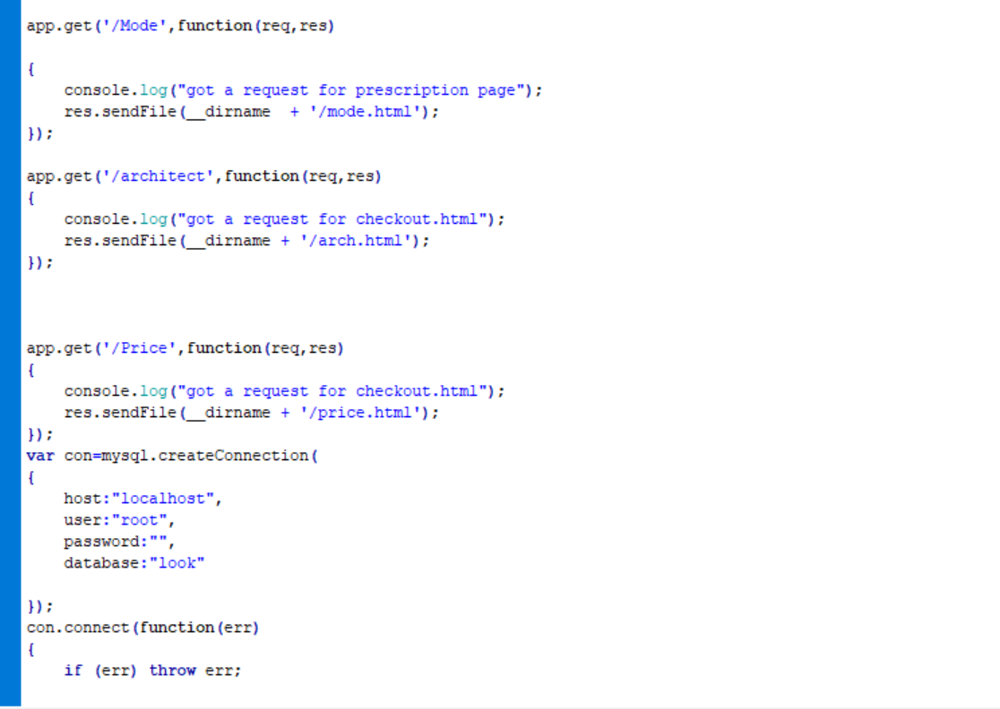 app.get('/Mode',function(req,res)
{
    console.log("got a request for prescription page");
    res.sendFile(__dirname  + '/mode.html');
});
app.get('/architect',function(req,res)
{
    console.log("got a request for checkout.html");
    res.sendFile(__dirname + '/arch.html');
});
app.get('/Price',function(req,res)
{
    console.log("got a request for checkout.html");
    res.sendFile(__dirname + '/price.html');
});
var con=mysql.createConnection(
{
    host:"localhost",
    user:"root",
    password:"",
    database:"look"
});
con.connect(function(err)
{
    if (err) throw err;